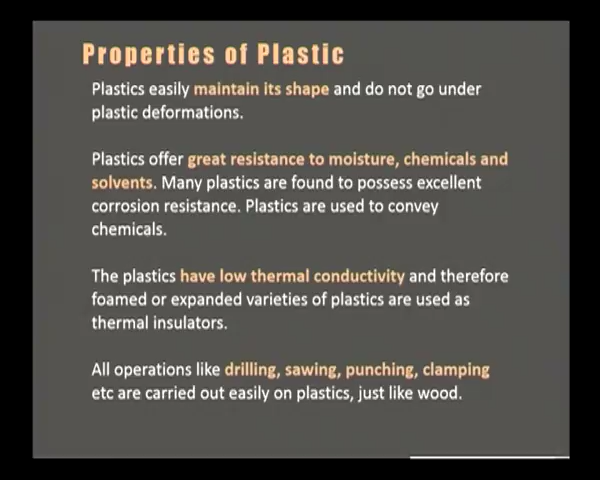 Properties of Plastic
Plastics easily maintain its shape and do not go under
plastic deformations.
Plastics offer great resistance to moisture, chemicals and
solvents. Many plastics are found to possess excellent
corrosion resistance. Plastics are used to convey
chemicals.
The plastics have low thermal conductivity and therefore
foamed or expanded varieties of plastics are used as
thermal insulators.
All operations like drilling, sawing, punching, clamping
etc are carried out easily on plastics, just like wood.